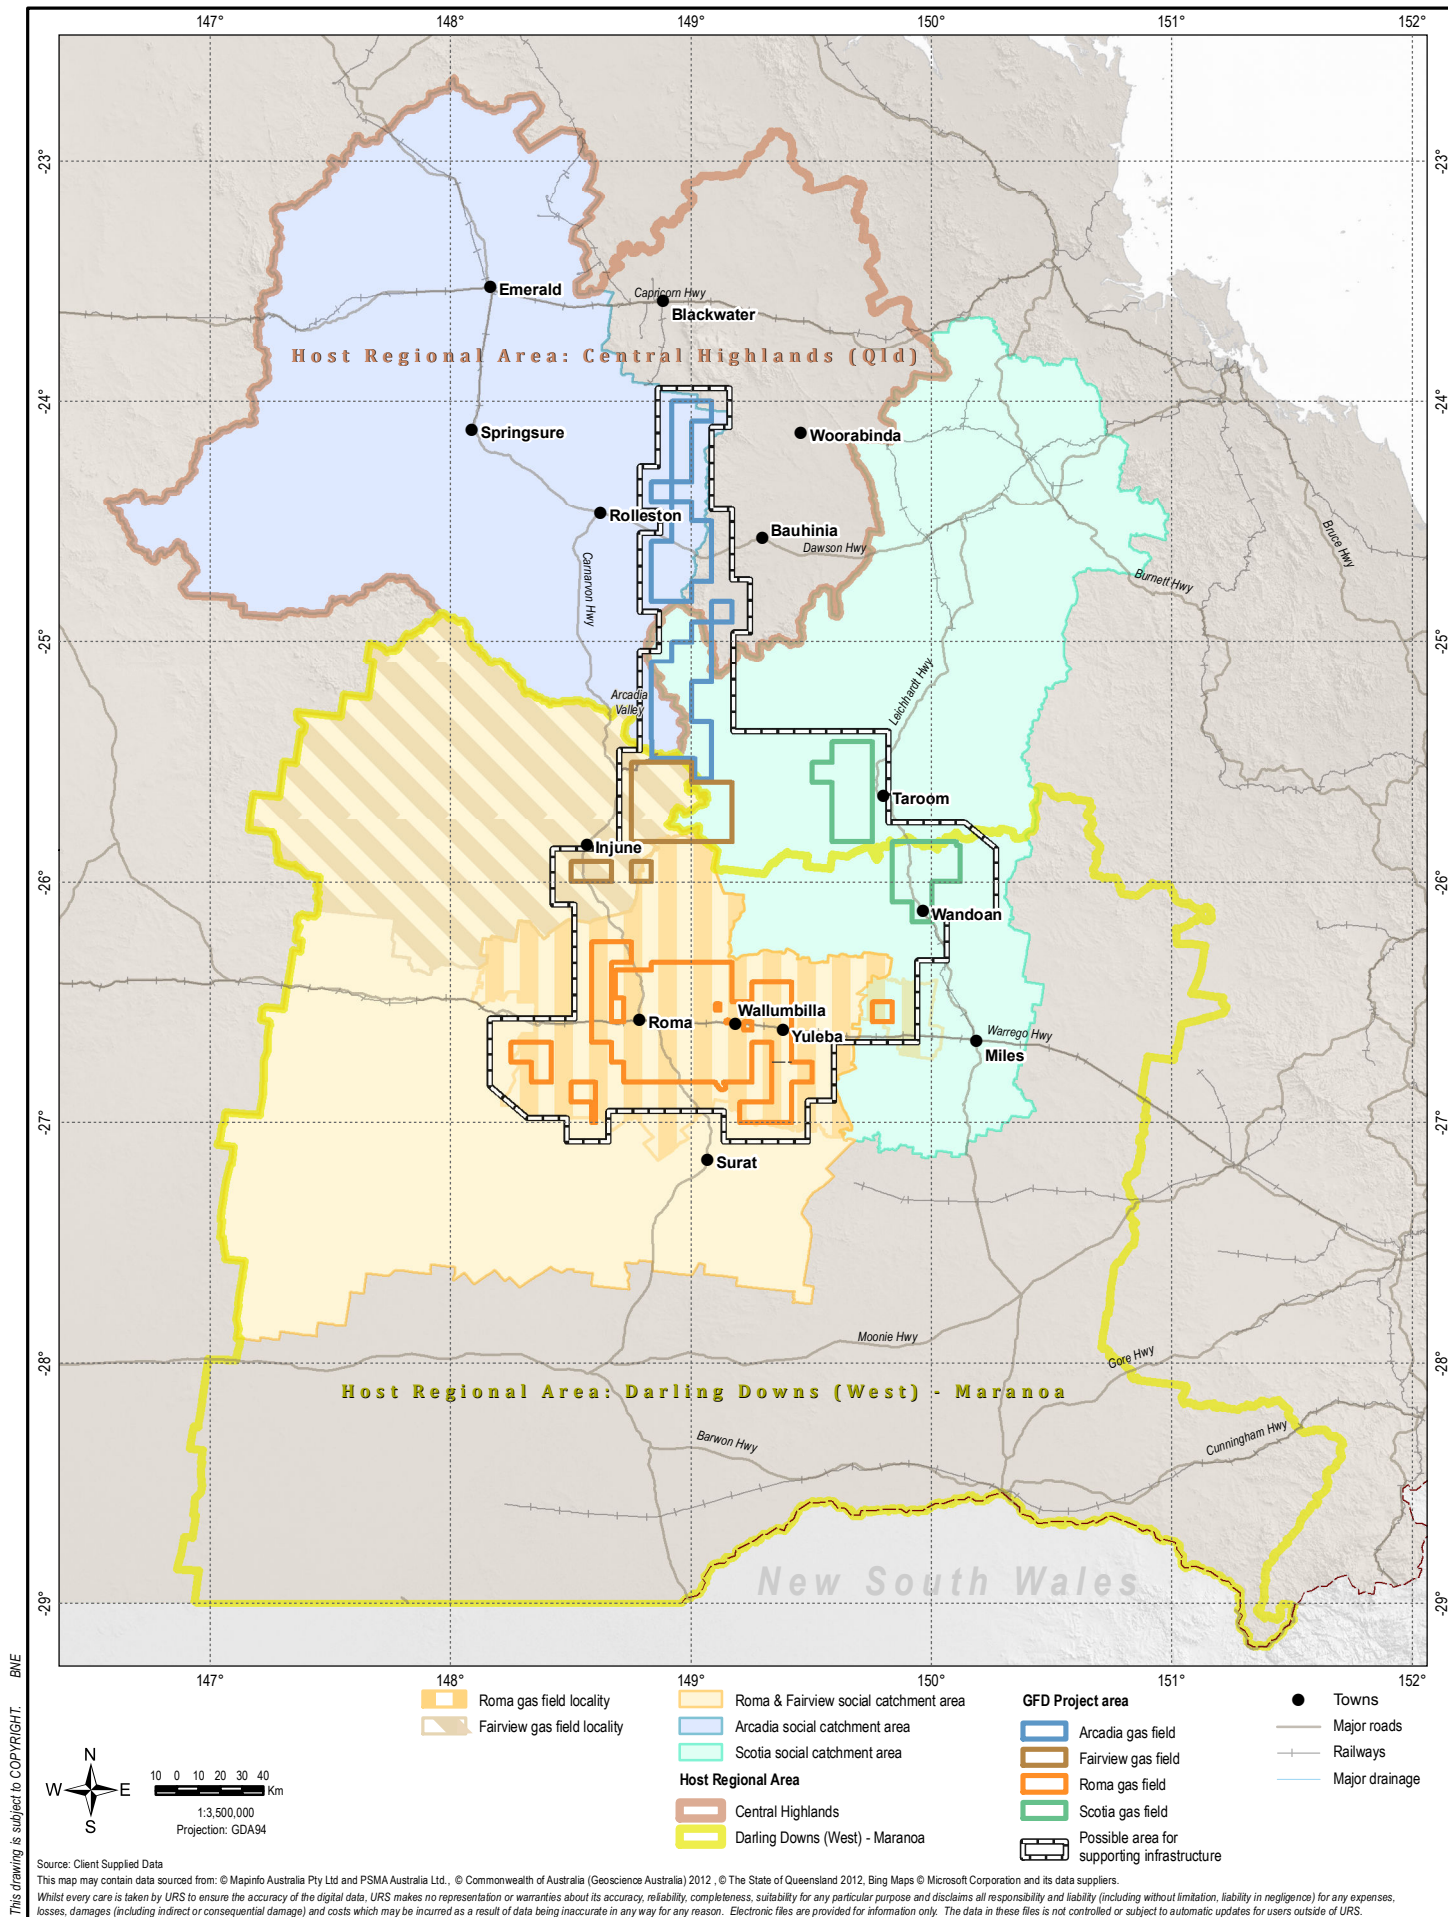 147° 148° 149° 150° 151° 152°
-23° -23°
Emerald
Capricorn Hwy
Blackwater
Host Regional Area: Central Highlands (Qld)
-24° -24°
Springsure
Woorabinda
Rolleston
Bauhinia
Dawson Hwy
Bruce Hwy
Carnarvon Hwy
Burnett Hwy
-25° -25°
Leichhardt Hwy
Arcadia
Valley
Taroom
Injune
-26° -26°
Wandoan
Wallumbilla
Roma
Yuleba
Warrego Hwy
Miles
-27° -27°
Surat
Moonie Hwy
Gore Hwy
-28° -28°
Host Regional Area: Darling Downs (West) - Maranoa
Barwon Hwy
Cunningham Hwy
New South Wales
-29° -29°
147° 148° 149° 150° 151° 152°
This drawing is subject to COPYRIGHT. BNE
Roma gas field locality
Fairview gas field locality
Roma & Fairview social catchment area
Arcadia social catchment area
Scotia social catchment area
Host Regional Area
Central Highlands
Darling Downs (West) - Maranoa
GFD Project area
Arcadia gas field
Fairview gas field
Roma gas field
Scotia gas field
Possible area for
supporting infrastructure
Towns
Major roads
Railways
Major drainage
N
W E
S
10 0 10 20 30 40
Km
1:3,500,000
Projection: GDA94
Source: Client Supplied Data
This map may contain data sourced from: © Mapinfo Australia Pty Ltd and PSMA Australia Ltd., © Commonwealth of Australia (Geoscience Australia) 2012 , © The State of Queensland 2012, Bing Maps © Microsoft Corporation and its data suppliers.
Whilst every care is taken by URS to ensure the accuracy of the digital data, URS makes no representation or warranties about its accuracy, reliability, completeness, suitability for any particular purpose and disclaims all responsibility and liability (including without limitation, liability in negligence) for any expenses,
losses, damages (including indirect or consequential damage) and costs which may be incurred as a result of data being inaccurate in any way for any reason. Electronic files are provided for information only. The data in these files is not controlled or subject to automatic updates for users outside of URS.